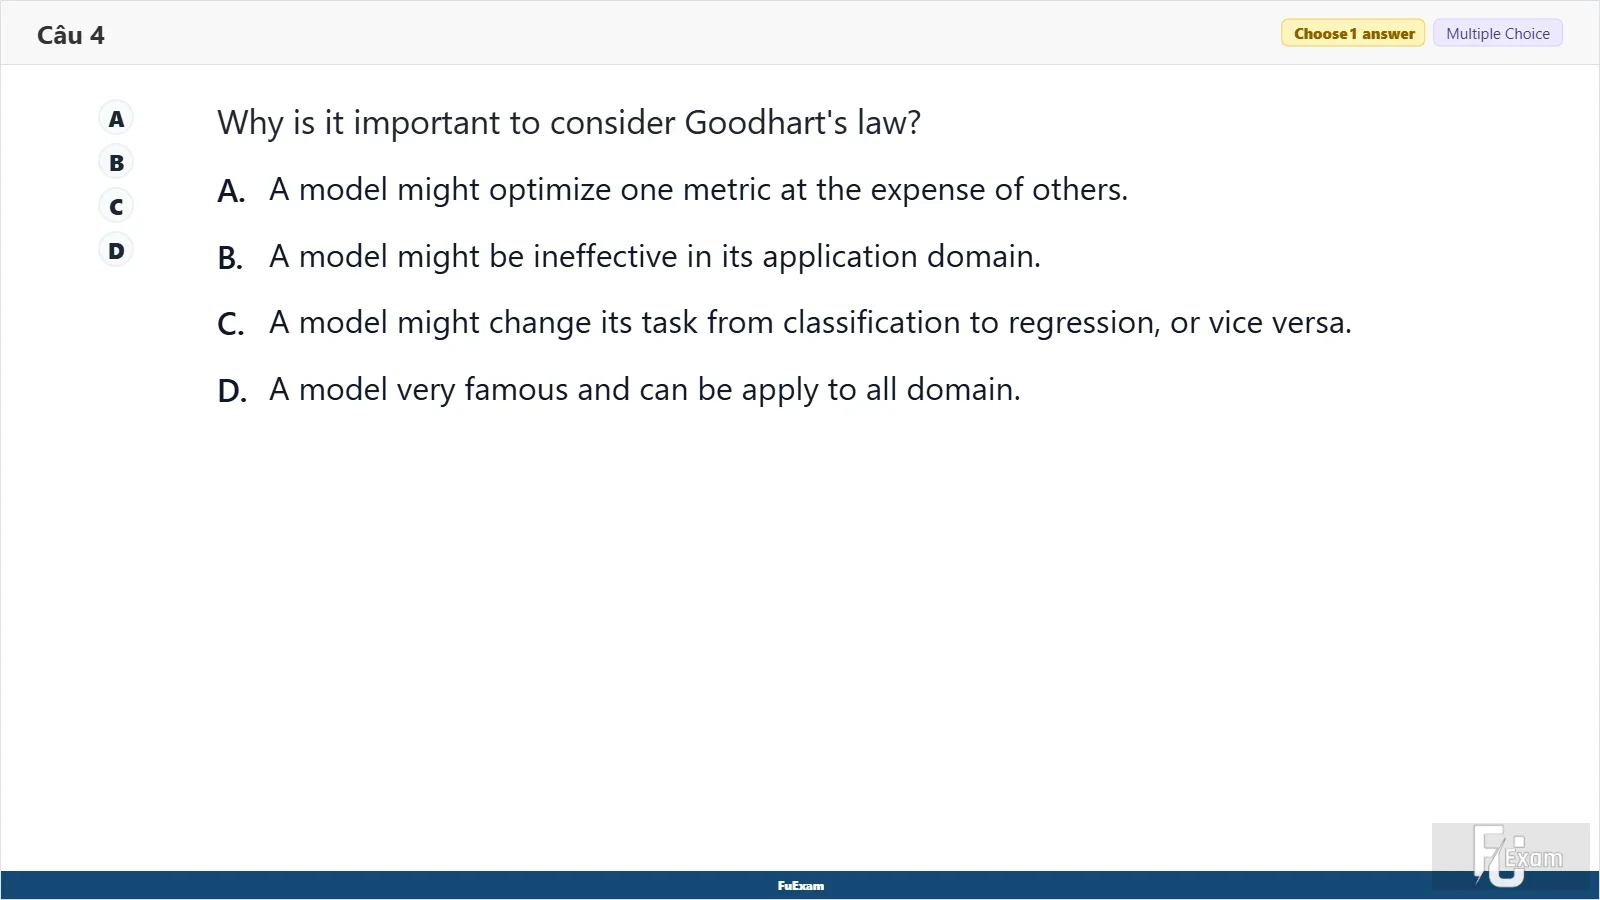 Câu 4
Choose 1 answer
Multiple Choice
A
B
C
D
Why is it important to consider Goodhart's law?
A. A model might optimize one metric at the expense of others.
B. A model might be ineffective in its application domain.
C. A model might change its task from classification to regression, or vice versa.
D. A model very famous and can be apply to all domain.
FU Exam
FuExam